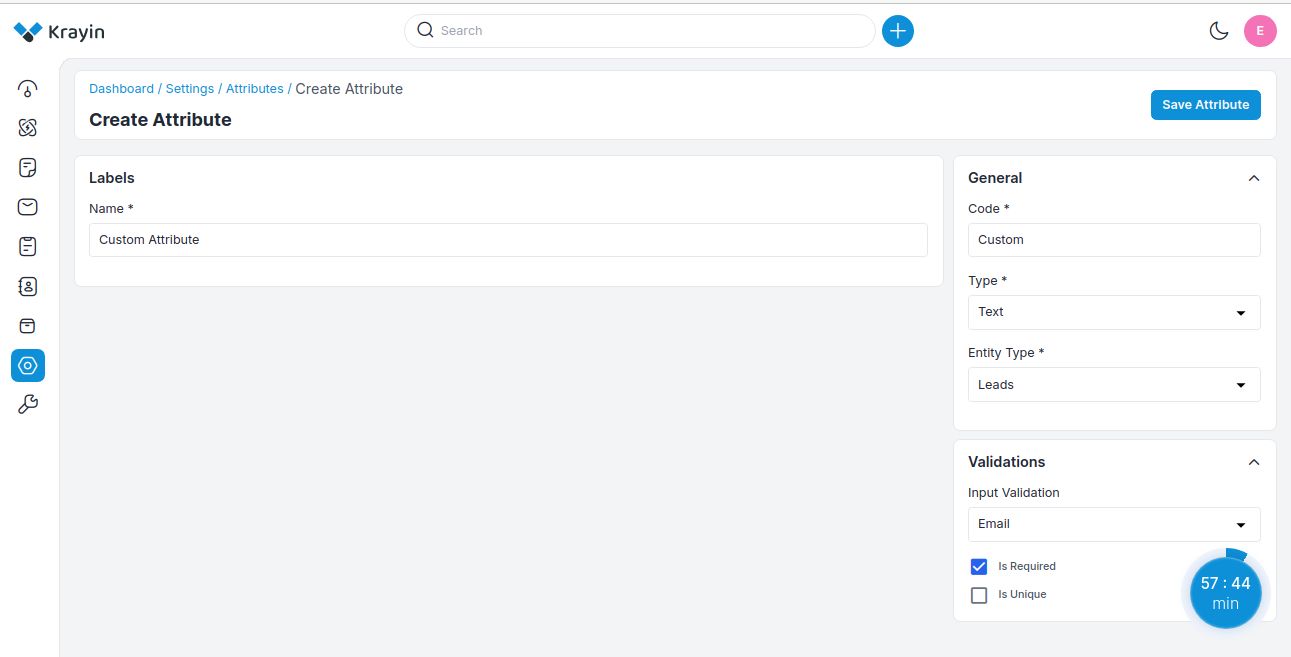 Krayin
Search
E
Dashboard / Settings / Attributes / Create Attribute
Create Attribute
Save Attribute
Labels
Name *
Custom Attribute
General
Code *
Custom
Type *
Text
Entity Type *
Leads
Validations
Input Validation
Email
Is Required
Is Unique
57 : 44
min